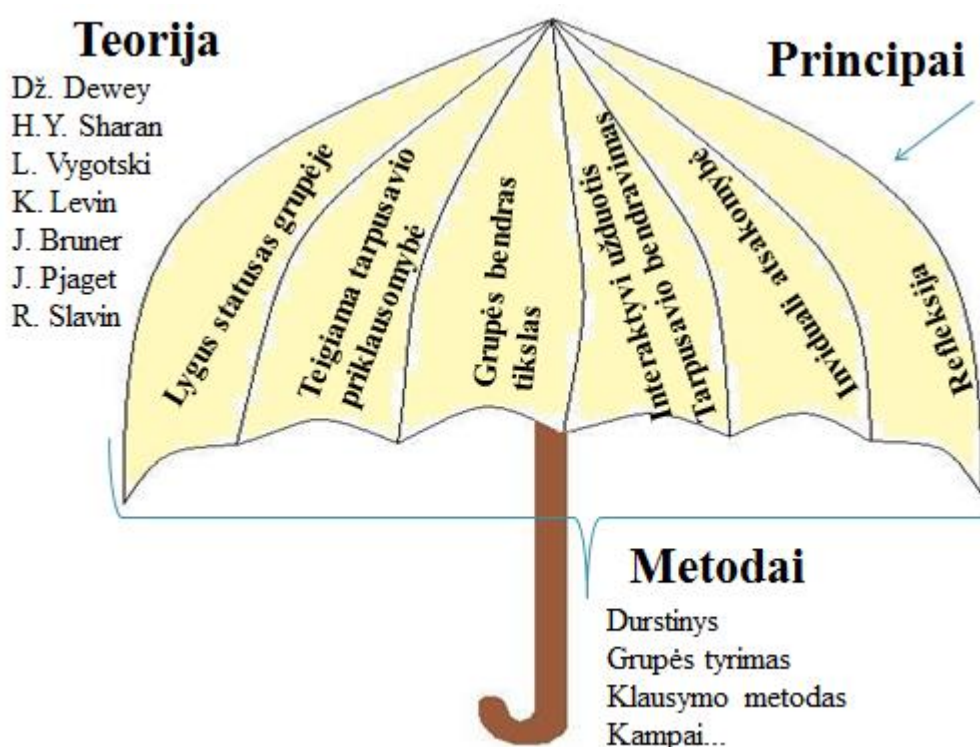 Teorija
Dž. Dewey
H.Y. Sharan
L. Vygotski
K. Levin
J. Bruner
J. Pjaget
R. Slavin
Principai
Lygus statusas grupėje
Teigiama tarpusavio
priklausomybė
Grupės bendras
tikslas
Interaktyvi užduotis
Tarpusavio bendravimas
Inviduali atsakomybė
Refleksija
Metodai
Durstinys
Grupės tyrimas
Klausymo metodas
Kampai...